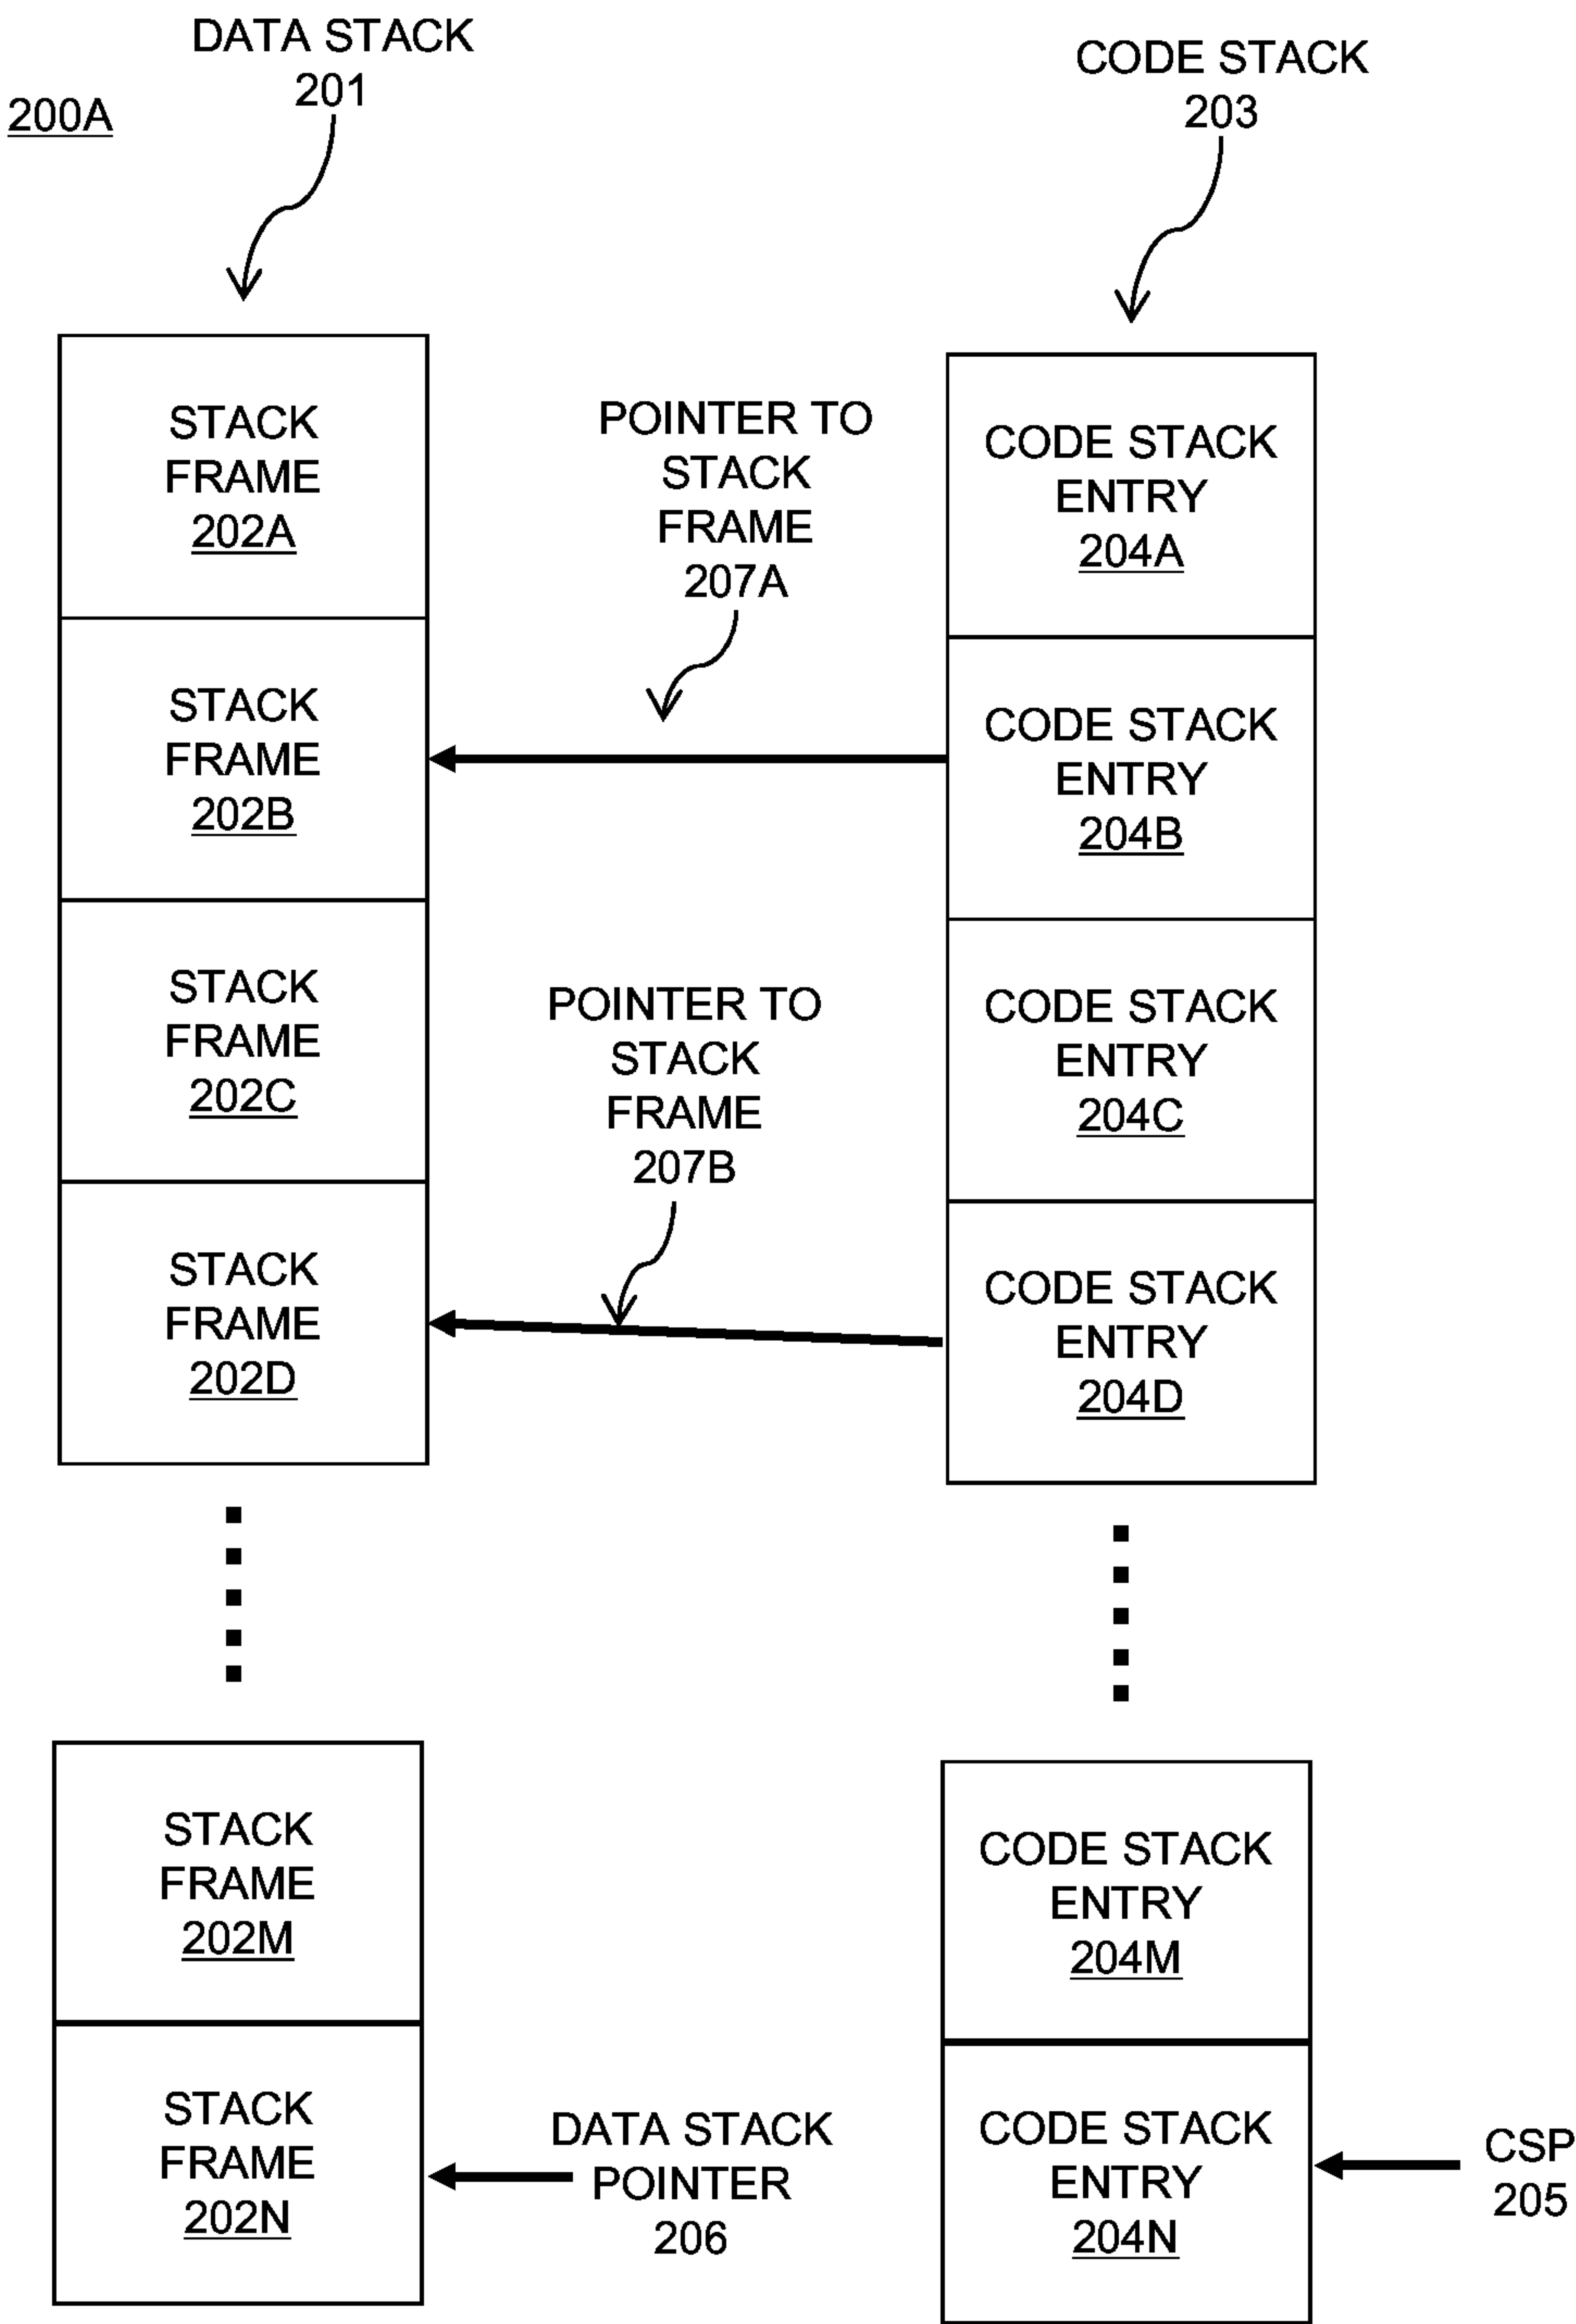 DATA STACK
201
200A
CODE STACK
203
STACK
FRAME
202A
STACK
FRAME
202B
STACK
FRAME
202C
STACK
FRAME
202D
STACK
FRAME
202M
STACK
FRAME
202N
POINTER TO
STACK
FRAME
207A
POINTER TO
STACK
FRAME
207B
DATA STACK
POINTER
206
CODE STACK
ENTRY
204A
CODE STACK
ENTRY
204B
CODE STACK
ENTRY
204C
CODE STACK
ENTRY
204D
CODE STACK
ENTRY
204M
CODE STACK
ENTRY
204N
CSP
205